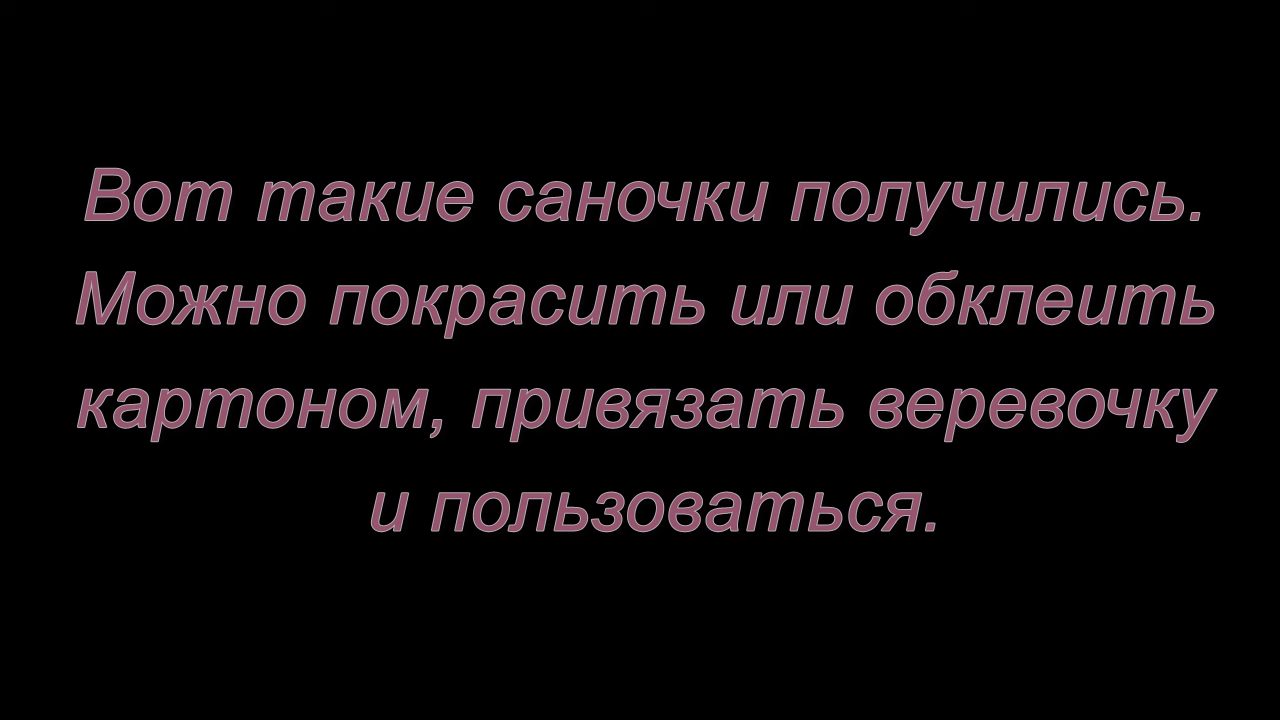 Вот такие саночки получились.
Можно покрасить или обклеить
картоном, привязать веревочку
и пользоваться.